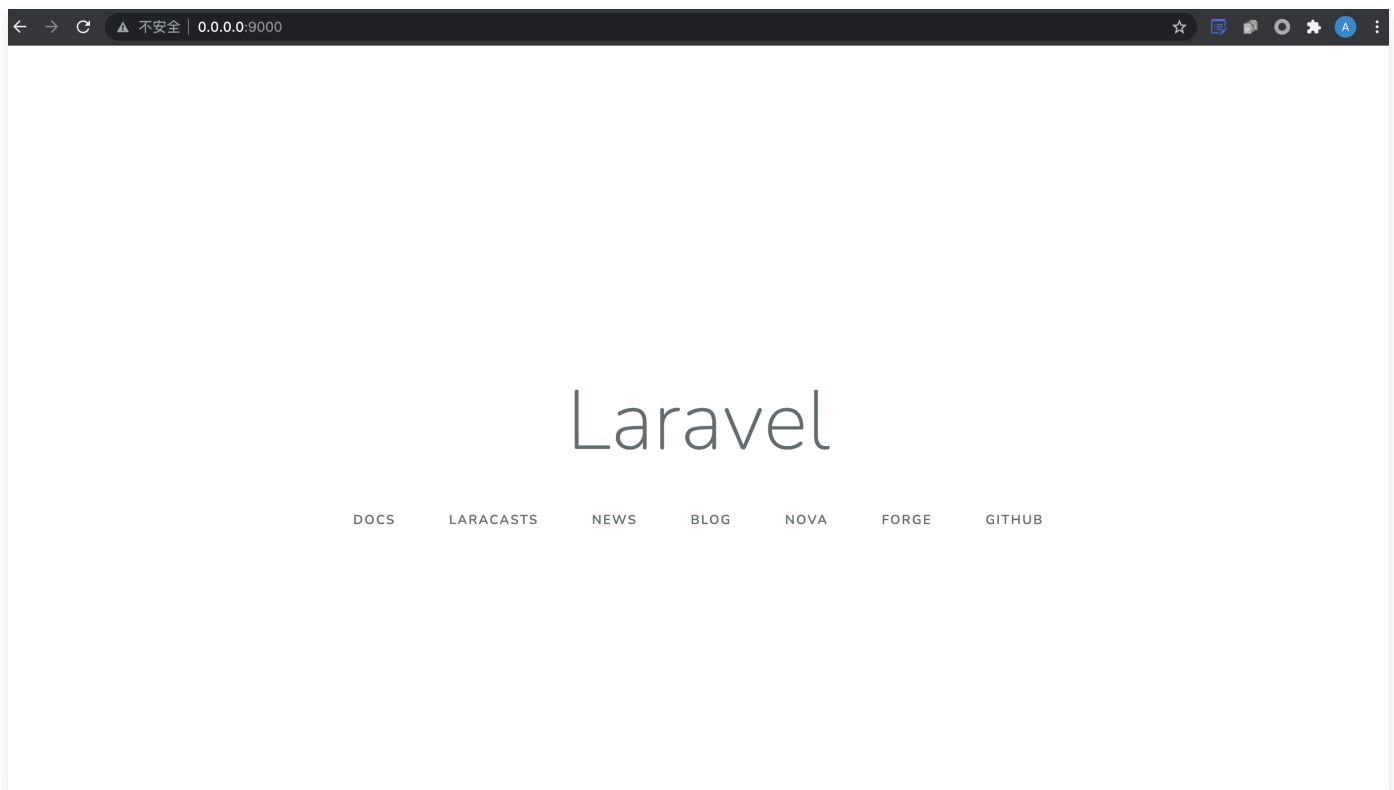 不安全 0.0.0.0:9000
A
Laravel
DOCS LARACASTS NEWS BLOG NOVA FORGE GITHUB